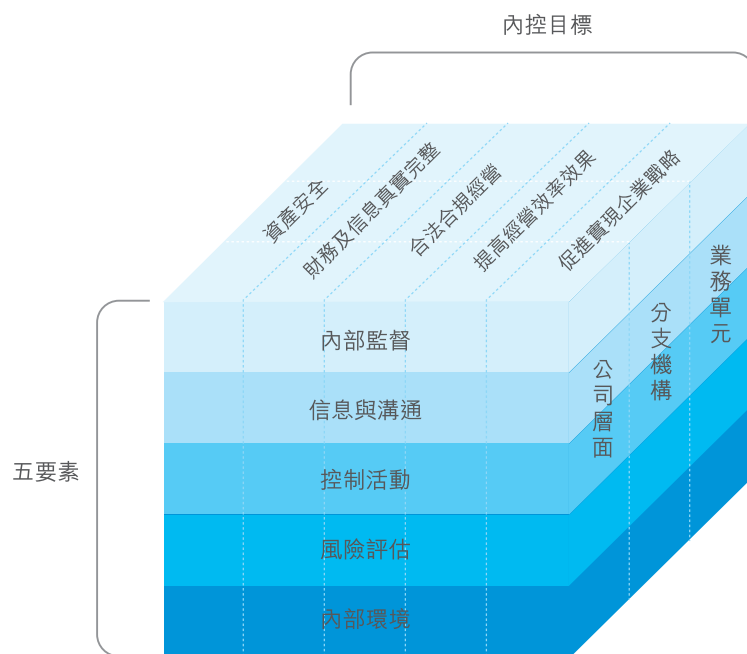 內控目標
資產安全
財務及信息真實完整
合法合規經營
提高經營效率效果
促進實現企業戰略
五要素
內部監督
信息與溝通
控制活動
風險評估
內部環境
公司層面
分支機構
業務單元